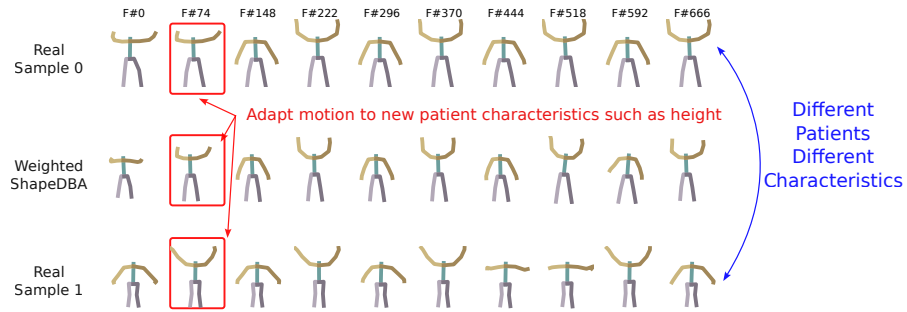 F#0 F#74 F#148 F#222 F#296 F#370 F#444 F#518 F#592 F#666
Real
Sample 0
Adapt motion to new patient characteristics such as height
Different
Patients
Different
Characteristics
Weighted
ShapeDBA
Real
Sample 1